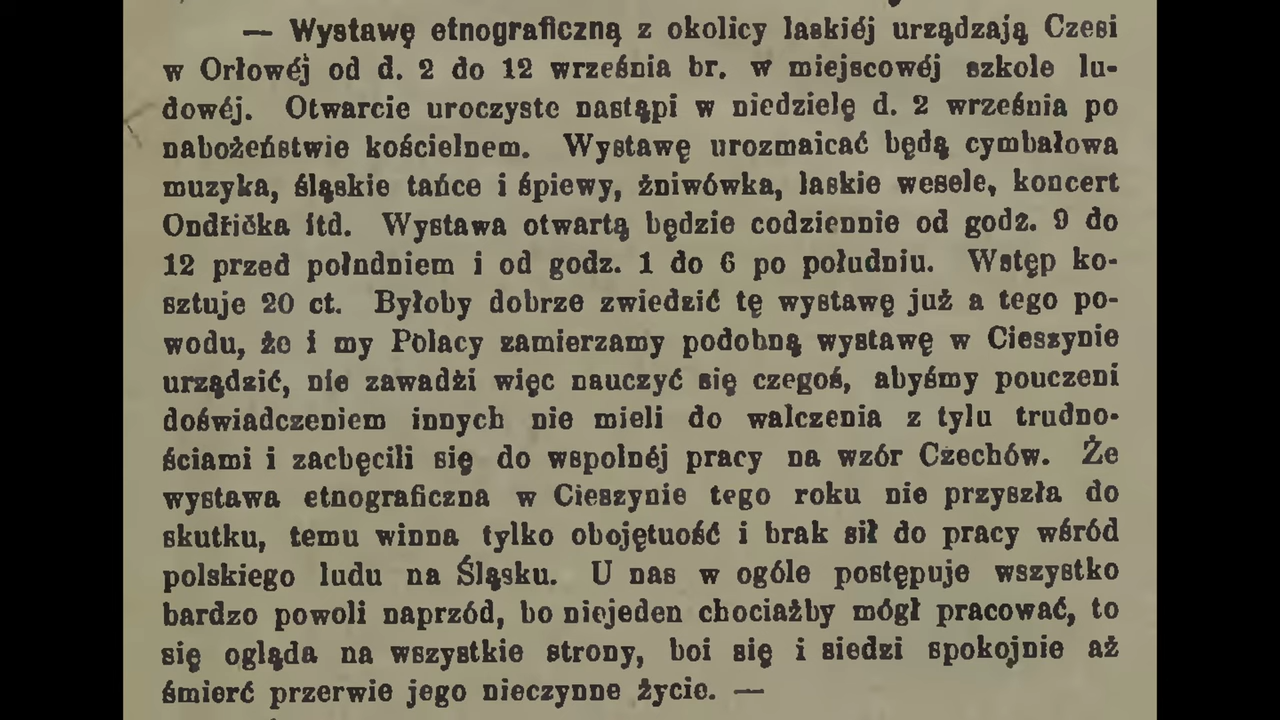 — Wystawę etnograficzną z okolicy laskiéj urządzają Czesi
w Orłowéj od d. 2 do 12 września br. w miejscowéj szkole lu-
dowéj. Otwarcie uroczyste nastąpi w niedzielę d. 2 września po
nabożeństwie kościelnem. Wystawę urozmaicać będą cymbałowa
muzyka, śląskie tańce i śpiewy, żniwówka, laskie wesele, koncert
Ondřička itd. Wystawa otwartą będzie codziennie od godz. 9 do
12 przed połndniem i od godz. 1 do 6 po południu. Wstęp ko-
sztuje 20 ct. Byłoby dobrze zwiedzić tę wystawę już a tego po-
wodu, że i my Polacy zamierzamy podobną wystawę w Cieszynie
urządzić, nie zawadźi więc nauczyć się czegoś, abyśmy pouczeni
doświadczeniem innych nie mieli do walczenia z tylu trudno-
ściami i zachęcili się do wspolnéj pracy na wzór Czechów. Że
wystawa etnograficzna w Cieszynie tego roku nie przyszła do
skutku, temu winna tylko obojętuość i brak sił do pracy wśród
polskiego ludu na Śląsku. U nas w ogóle postępuje wszystko
bardzo powoli naprzód, bo niejeden chociażby mógł pracować, to
się ogląda na wszystkie strony, boi się i siedzi spokojnie aż
śmierć przerwie jego nieczynne życie. —